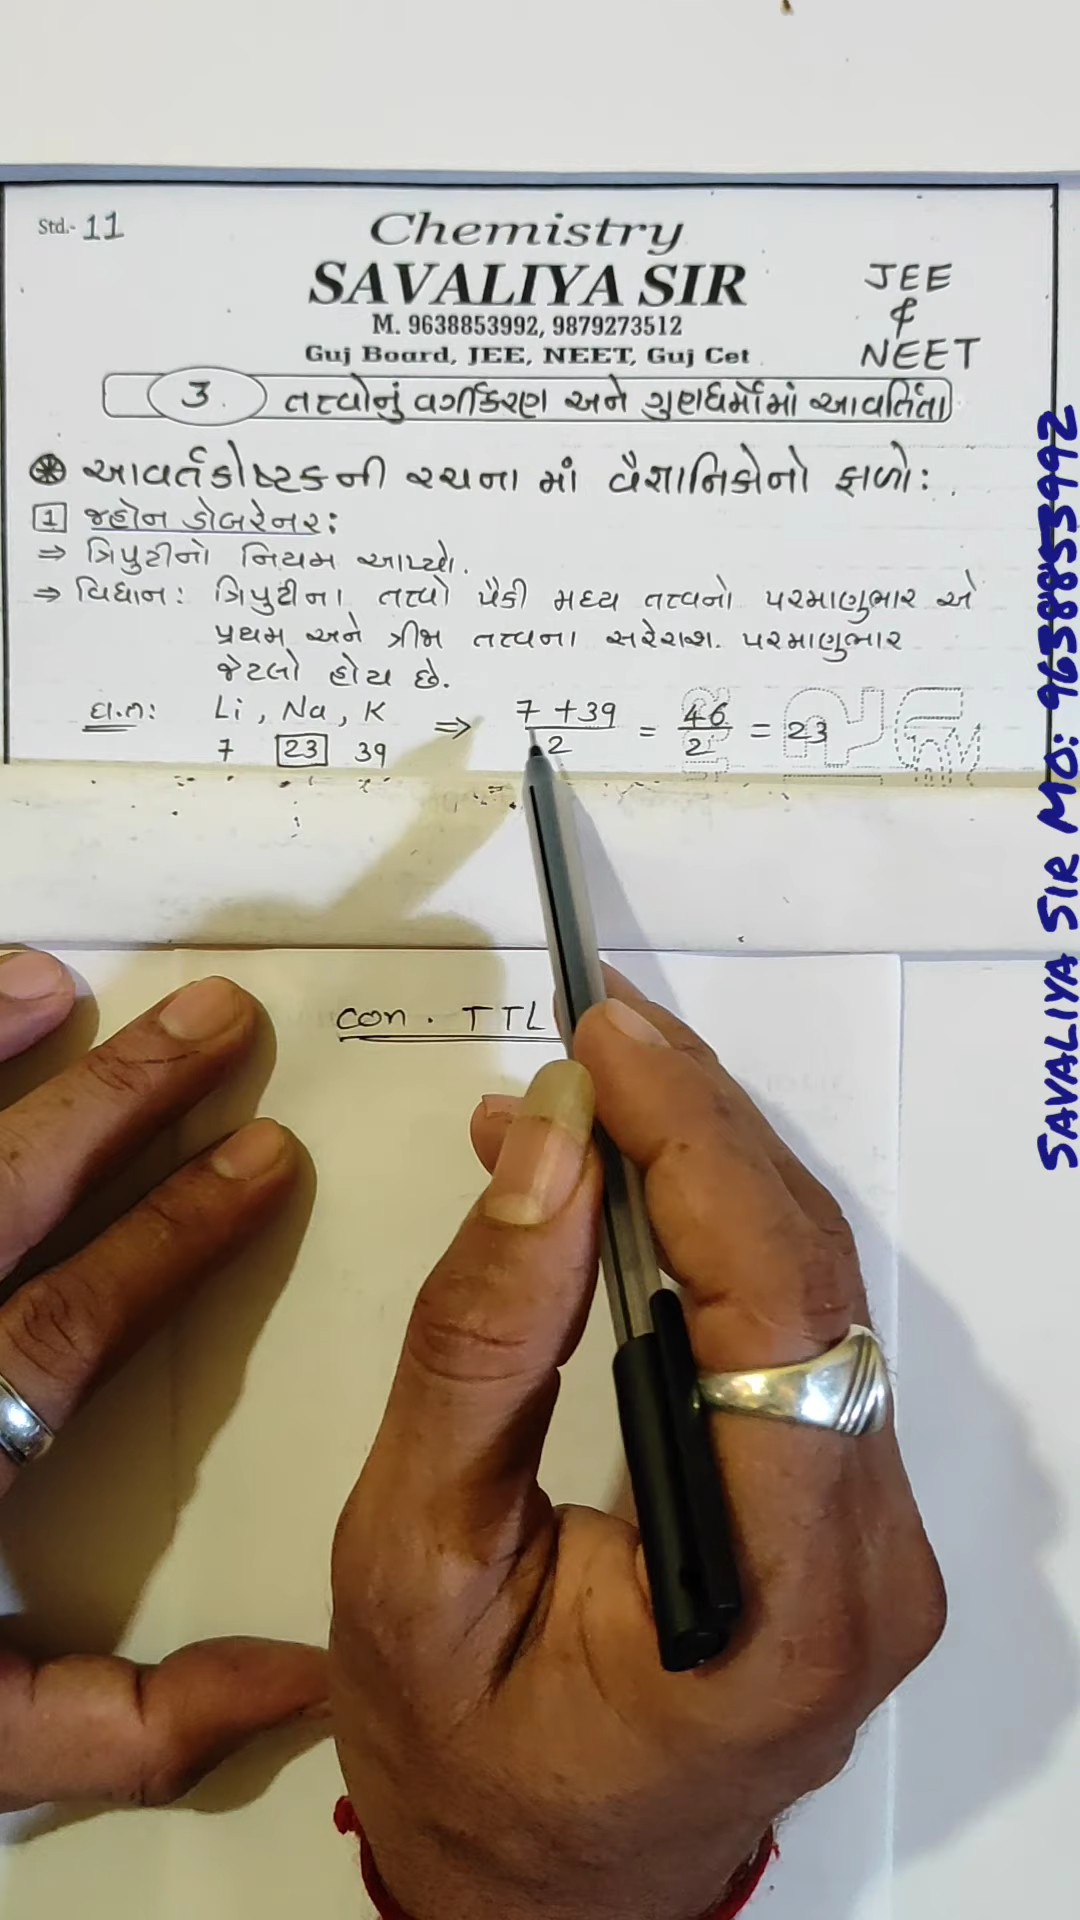 Std.- 11
Chemistry
SAVALIYA SIR
M. 9638853992, 9879273512
Guj Board, JEE, NEET, Guj Cet
JEE
&
NEET
3. તત્ત્વોનું વર્ગીકરણ અને ગુણધર્મોમાં આવર્તિતા
આવર્તકોષ્ટકની રચના માં વૈજ્ઞાનિકોનો ફાળો:
1 જ્હોન ડોબરેનર:
⇒ ત્રિપુટીનો નિયમ આપ્યો.
⇒ વિધાન: ત્રિપુટીના તત્વો પૈકી મધ્ય તત્વનો પરમાણુભાર એ
પ્રથમ અને ત્રીજા તત્વના સરેરાશ પરમાણુભાર
જેટલો હોય છે.
દા.ત: Li, Na, K ⇒ 7 + 39 / 2 = 46 / 2 = 23
7 23 39
con. TTL
SAVALIYA SIR MO: 9638853992